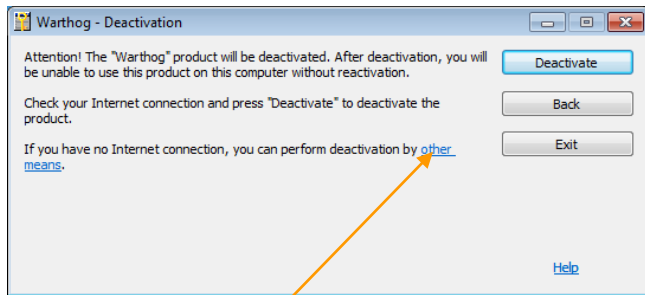 Warthog - Deactivation
Attention! The "Warthog" product will be deactivated. After deactivation, you will
be unable to use this product on this computer without reactivation.
Check your Internet connection and press "Deactivate" to deactivate the
product.
If you have no Internet connection, you can perform deactivation by other
means.
Deactivate
Back
Exit
Help